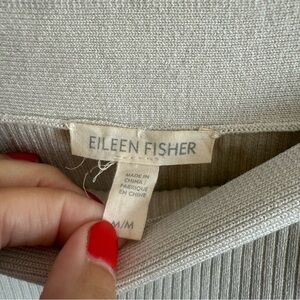 EILEEN FISHER
MADE IN
CHINA /
FABRIQUÉ
EN CHINE
M/M